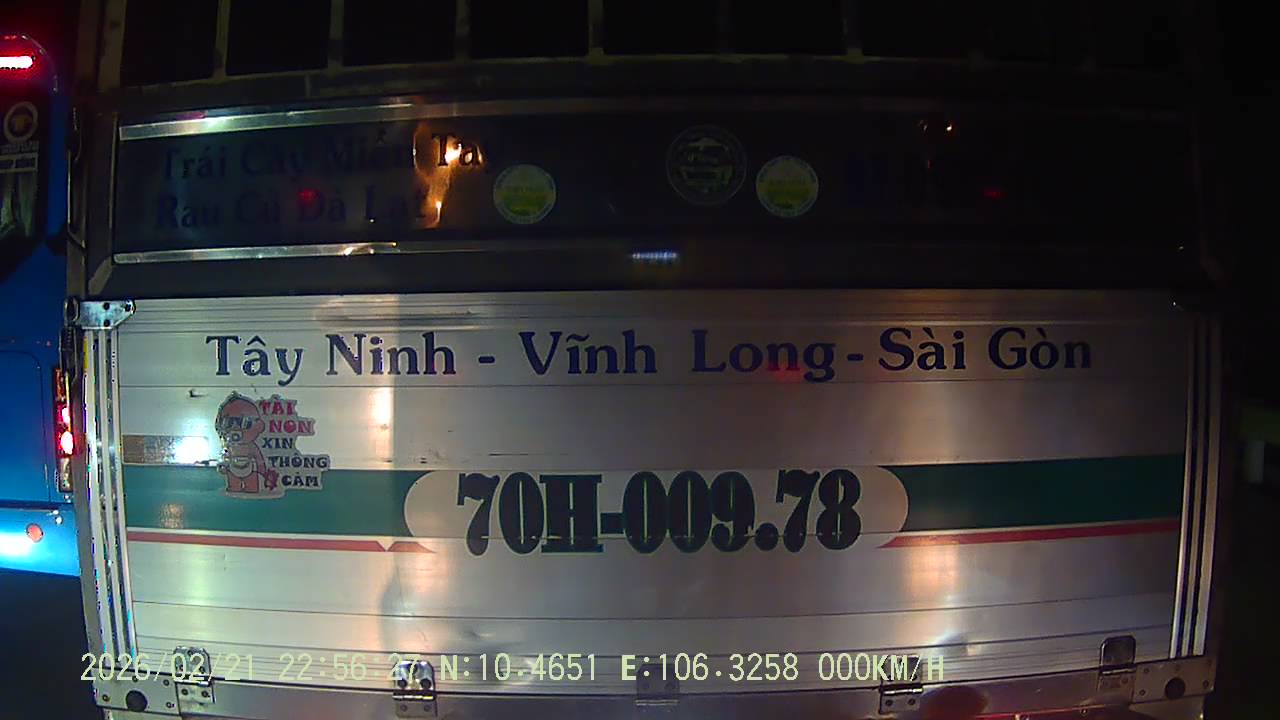 Trái Cây Miền Tây
Rau Củ Đà Lạt
Tây Ninh - Vĩnh Long - Sài Gòn
TÀI
NON
XIN
THÔNG
CẢM
70H-009.78
2026/02/21 22:56:27 N:10.4651 E:106.3258 000KM/H